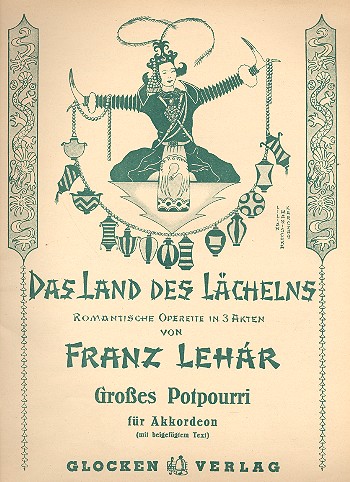 DAS LAND DES LÄCHELNS
ROMANTISCHE OPERETTE IN 3 AKTEN
VON
FRANZ LEHÁR
Großes Potpourri
für Akkordeon
(mit beigefügtem Text)
GLOCKEN VERLAG